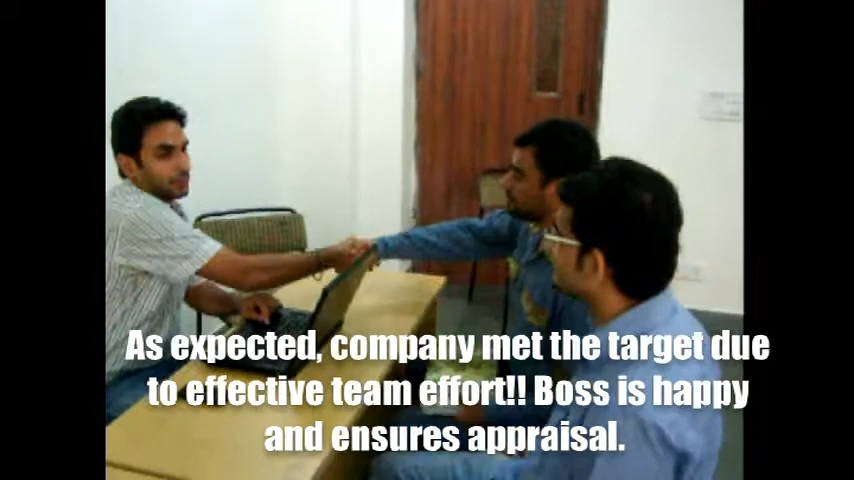 As expected, company met the target due
to effective team effort!! Boss is happy
and ensures appraisal.